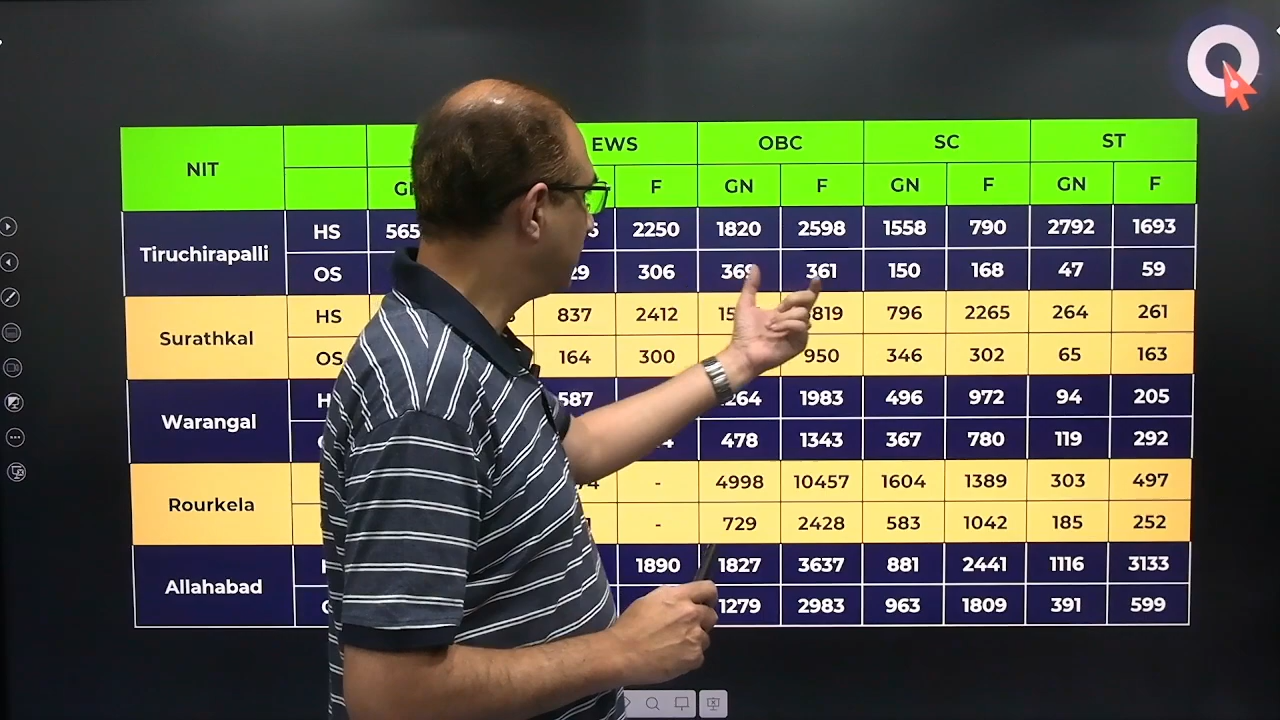 NIT EWS OBC SC ST
F GN F GN F GN F
Tiruchirapalli HS 2250 1820 2598 1558 790 2792 1693
OS 306 361 150 168 47 59
Surathkal HS 837 2412 796 2265 264 261
OS 164 300 950 346 302 65 163
Warangal 587 1983 496 972 94 205
478 1343 367 780 119 292
Rourkela - 4998 10457 1604 1389 303 497
- 729 2428 583 1042 185 252
Allahabad 1890 1827 3637 881 2441 1116 3133
1279 2983 963 1809 391 599